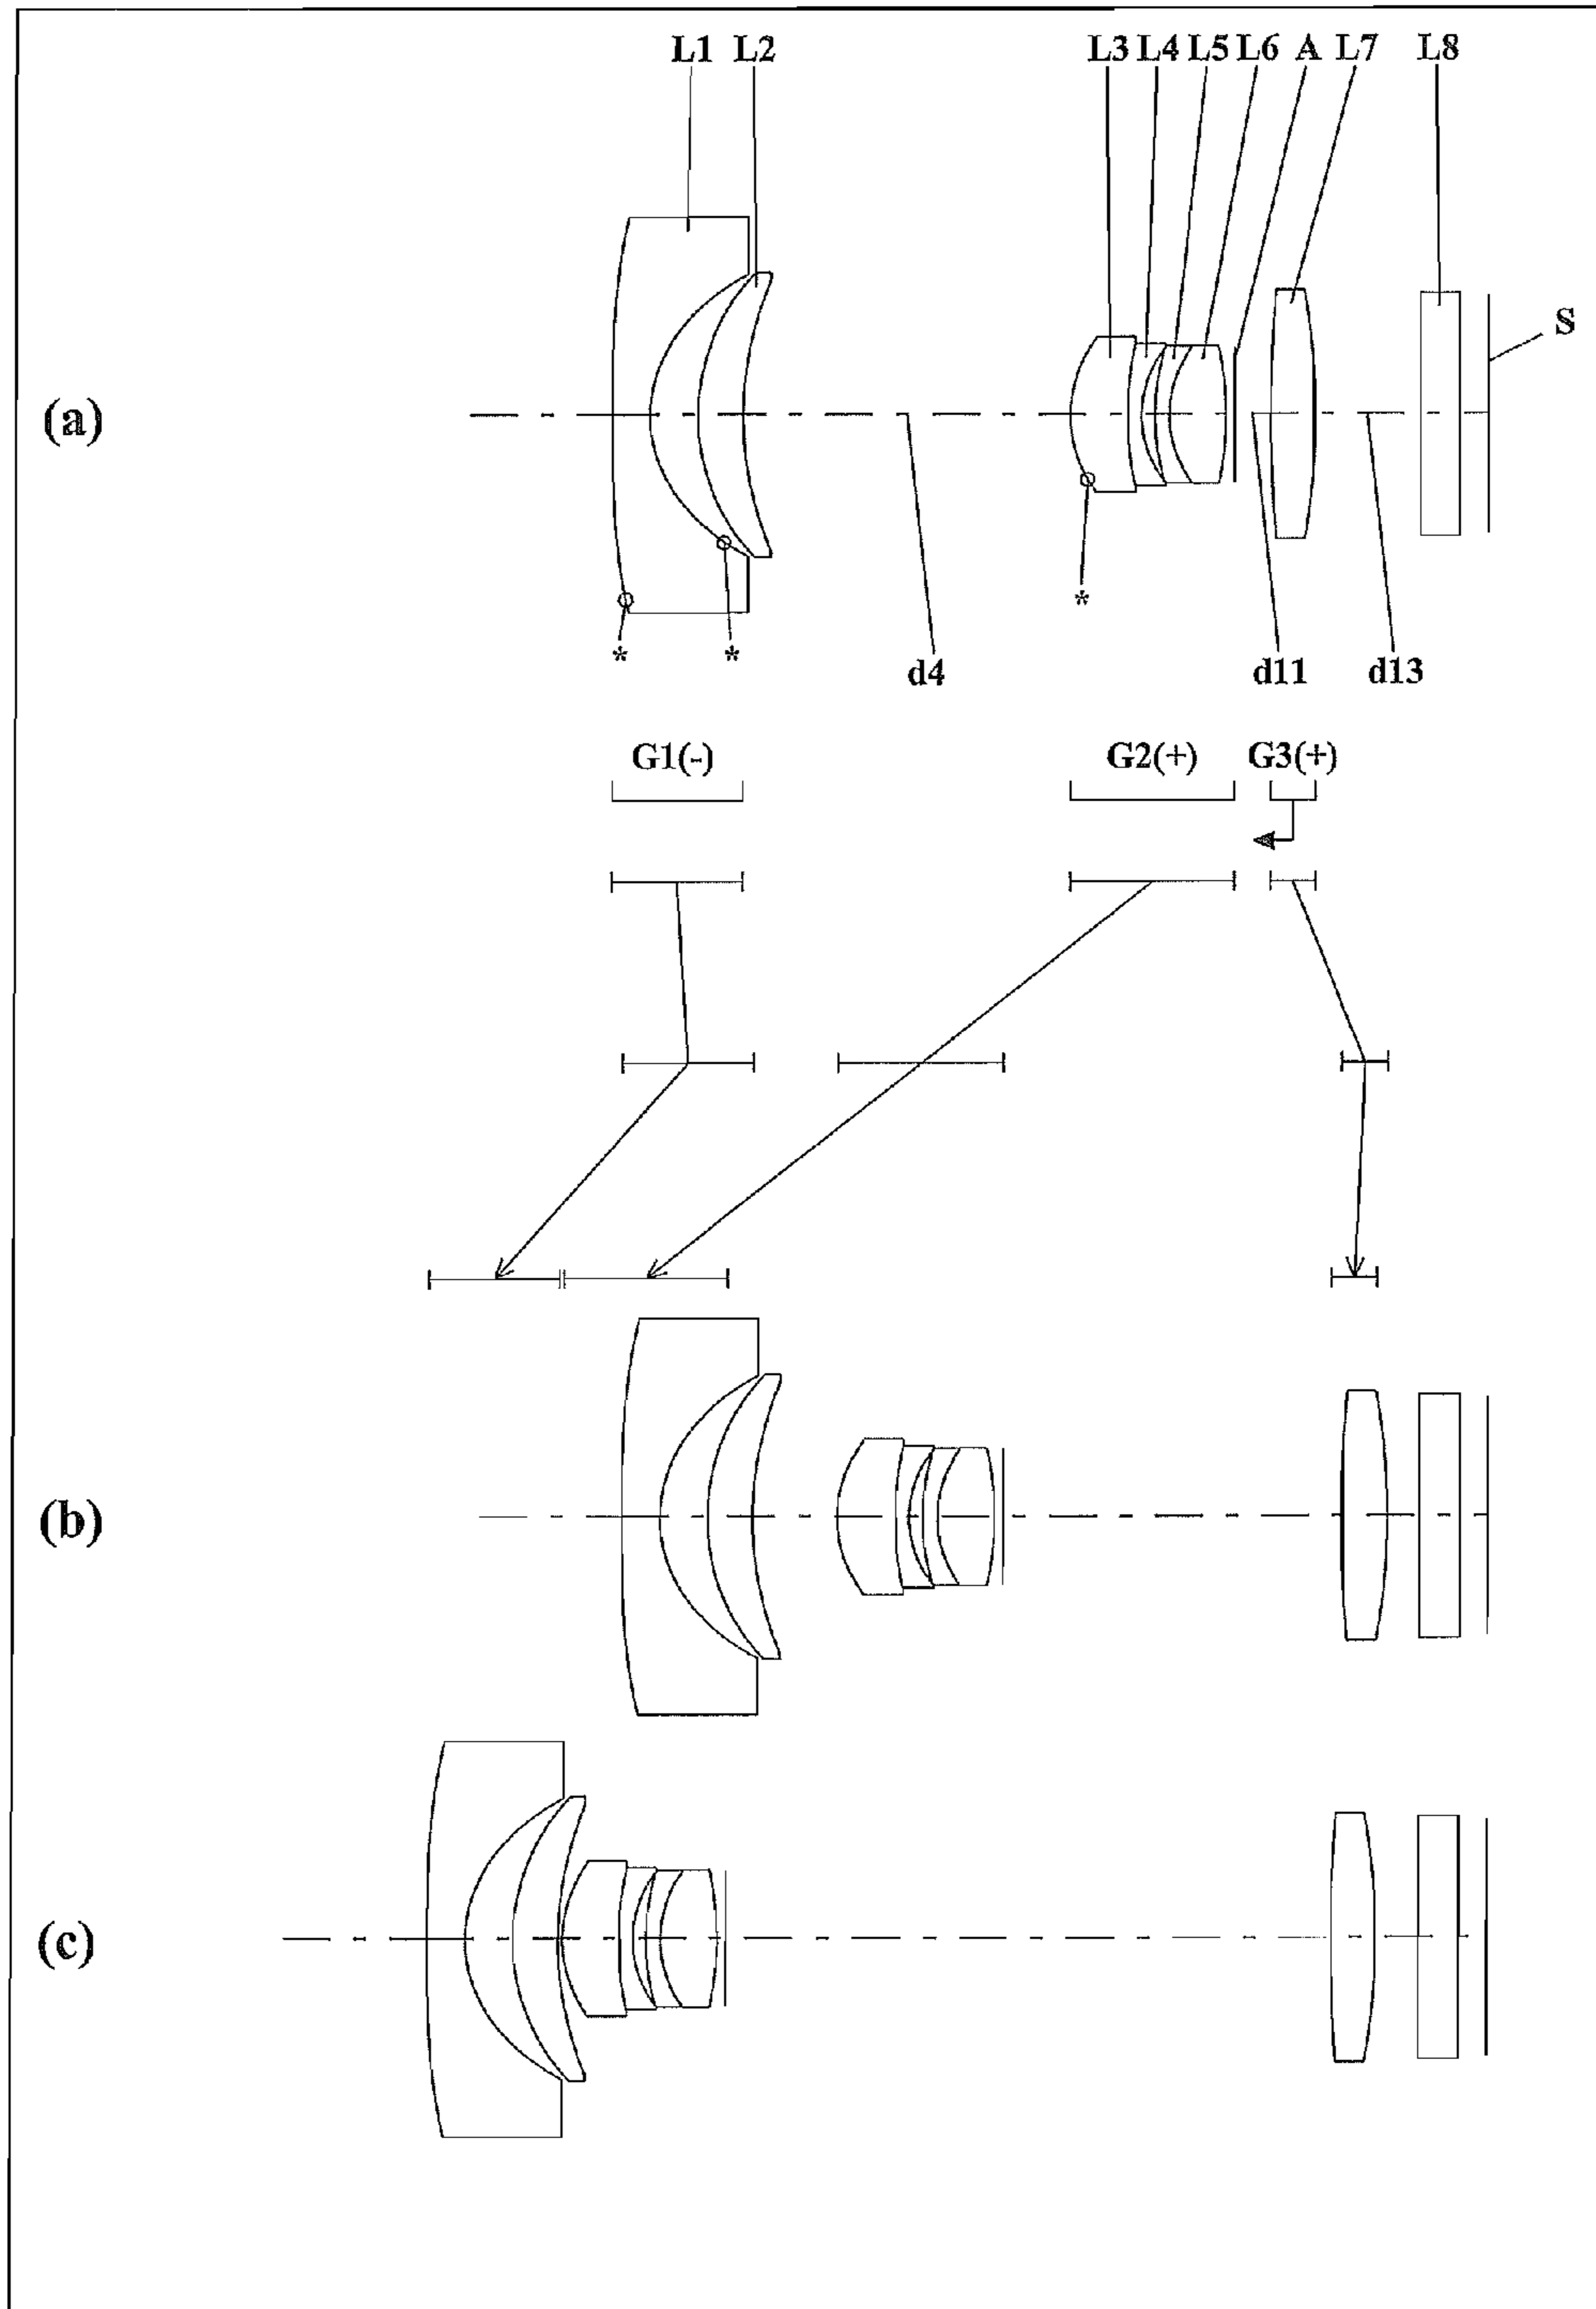 L1 L2 L3 L4 L5 L6 A L7 L8
S
(a)
*
* *
d4 d11 d13
G1(-) G2(+) G3(+)
(b)
(c)